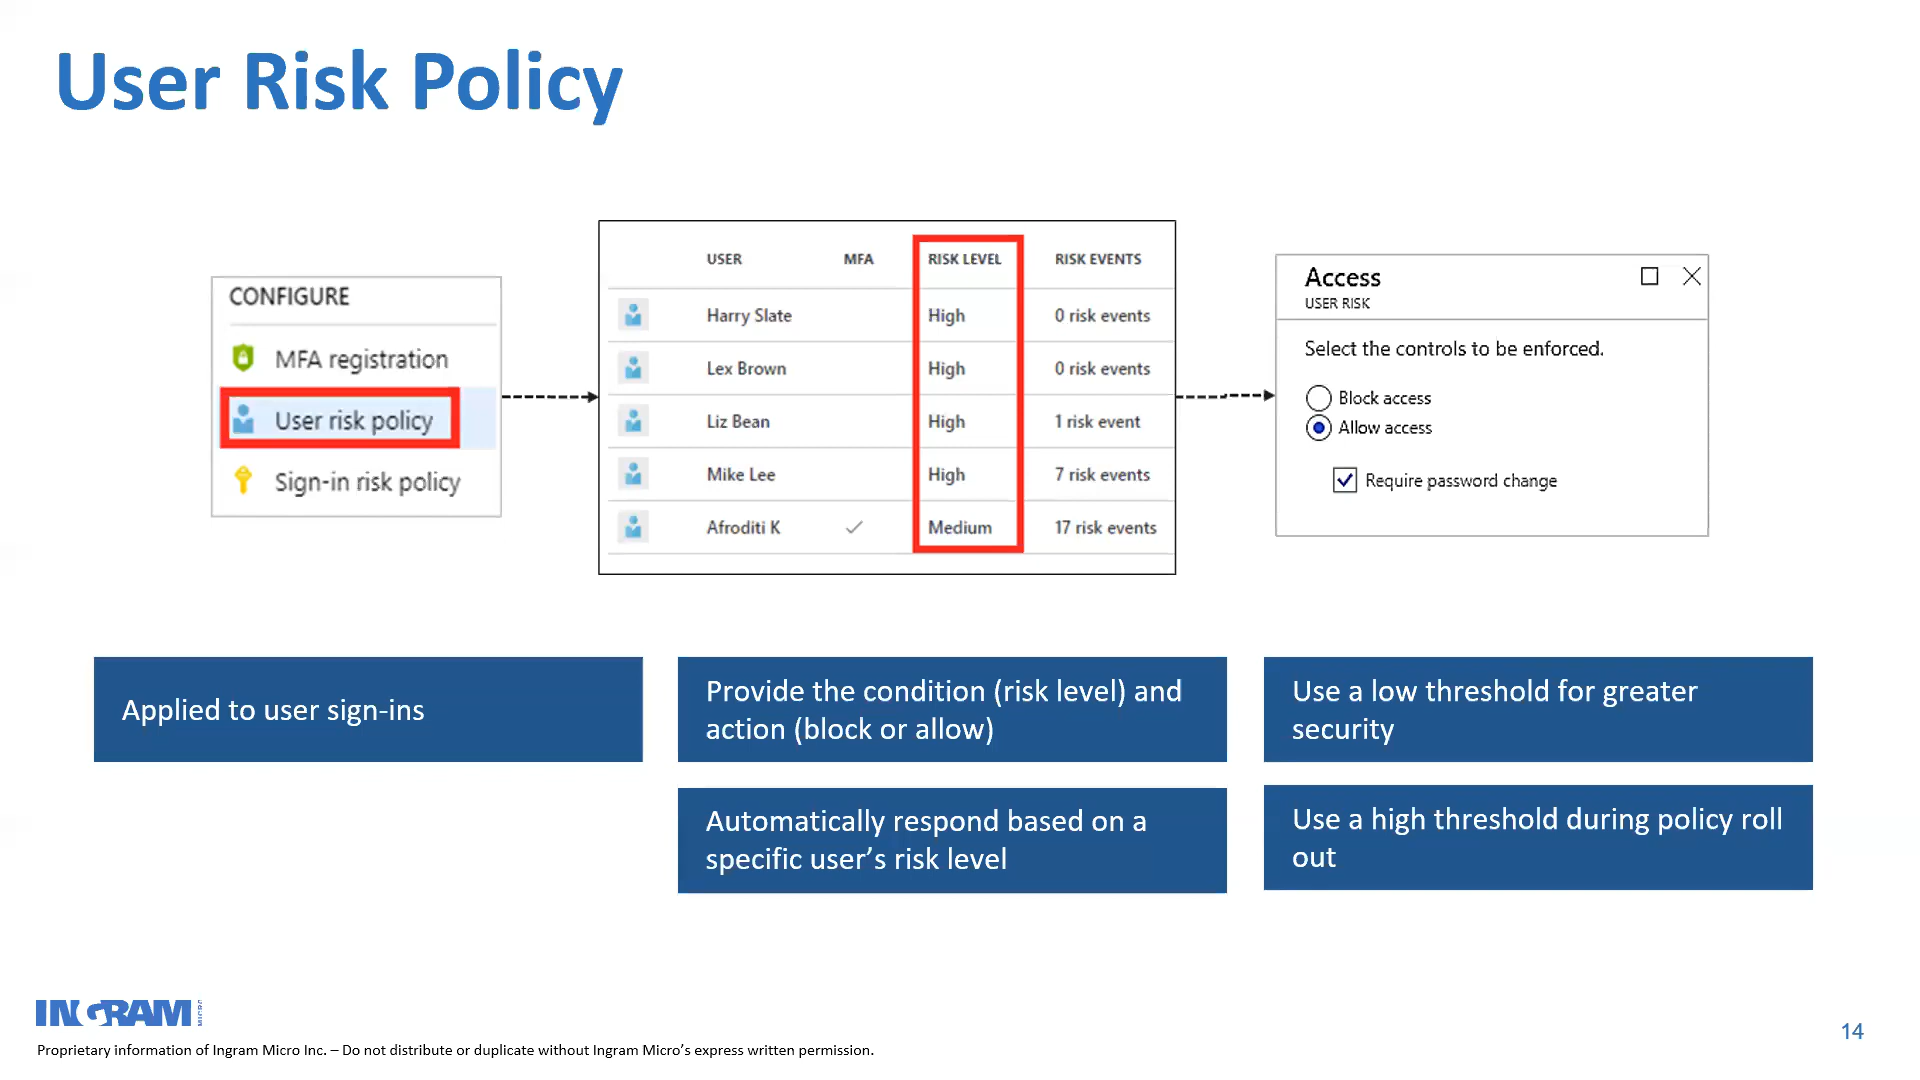 User Risk Policy
CONFIGURE
MFA registration
User risk policy
Sign-in risk policy
USER MFA RISK LEVEL RISK EVENTS
Harry Slate High 0 risk events
Lex Brown High 0 risk events
Liz Bean High 1 risk event
Mike Lee High 7 risk events
Afroditi K Medium 17 risk events
Access
USER RISK
Select the controls to be enforced.
Block access
Allow access
Require password change
Applied to user sign-ins
Provide the condition (risk level) and
action (block or allow)
Automatically respond based on a
specific user’s risk level
Use a low threshold for greater
security
Use a high threshold during policy roll
out
INGRAM MICRO
Proprietary information of Ingram Micro Inc. – Do not distribute or duplicate without Ingram Micro’s express written permission.
14